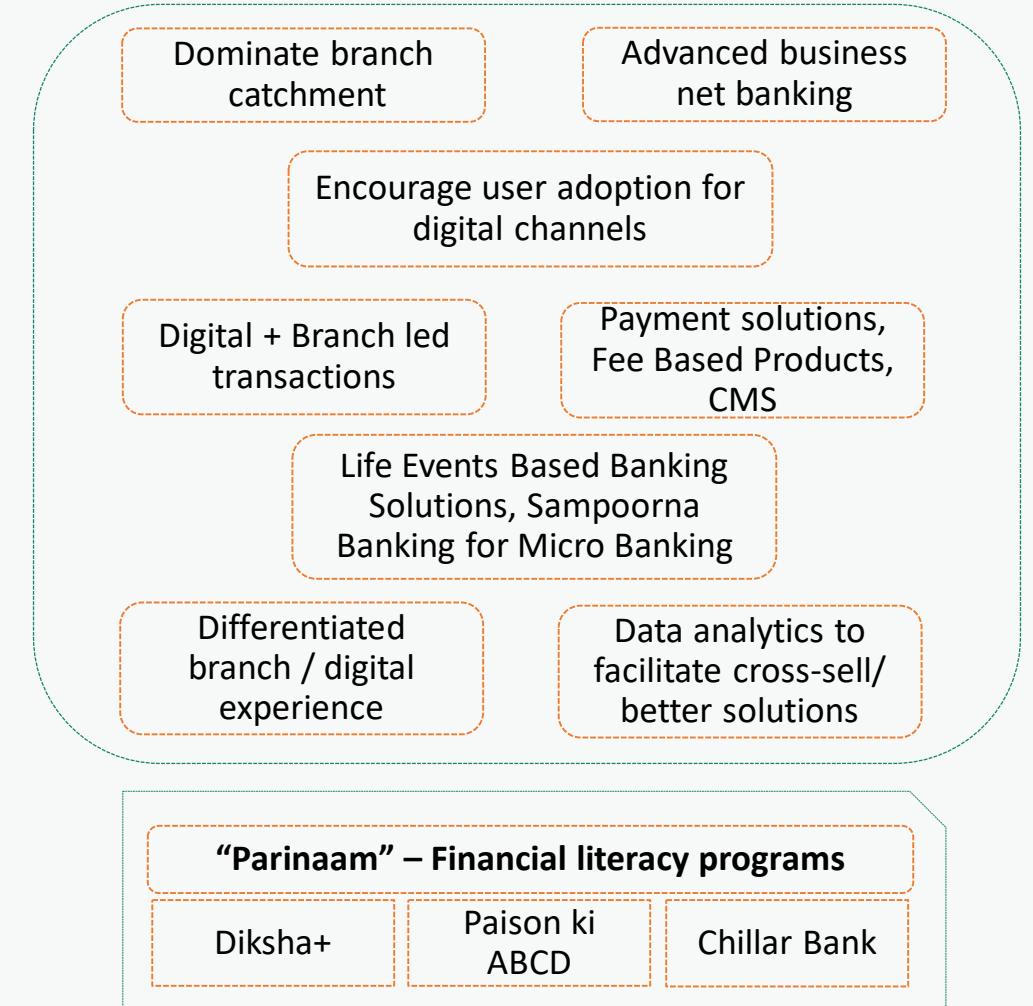 Dominate branch
catchment
Advanced business
net banking
Encourage user adoption for
digital channels
Digital + Branch led
transactions
Payment solutions,
Fee Based Products,
CMS
Life Events Based Banking
Solutions, Sampoorna
Banking for Micro Banking
Differentiated
branch / digital
experience
Data analytics to
facilitate cross-sell/
better solutions
“Parinaam” – Financial literacy programs
Diksha+
Paison ki
ABCD
Chillar Bank